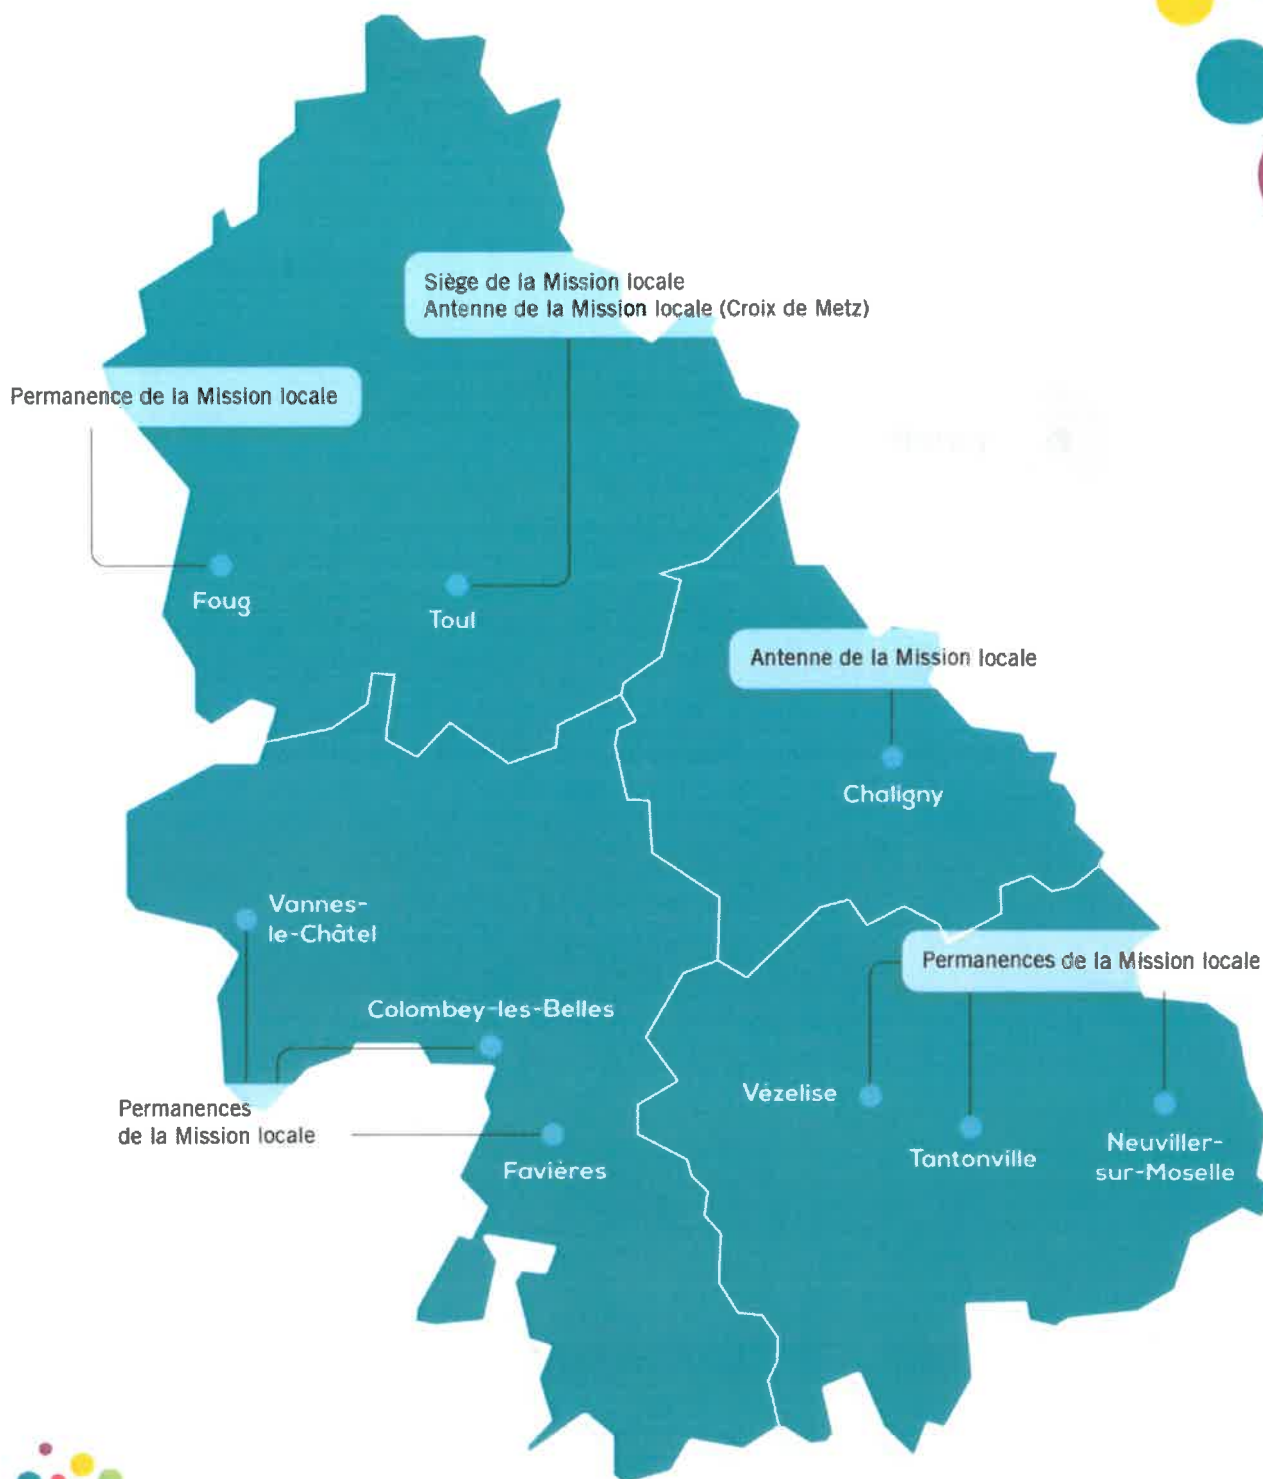 Siège de la Mission locale
Antenne de la Mission locale (Croix de Metz)
Permanence de la Mission locale
Foug
Toul
Antenne de la Mission locale
Chaligny
Vannes-
le-Châtel
Colombey-les-Belles
Permanences de la Mission locale
Vézelise
Tantonville
Neuviller-
sur-Moselle
Permanences
de la Mission locale
Favières